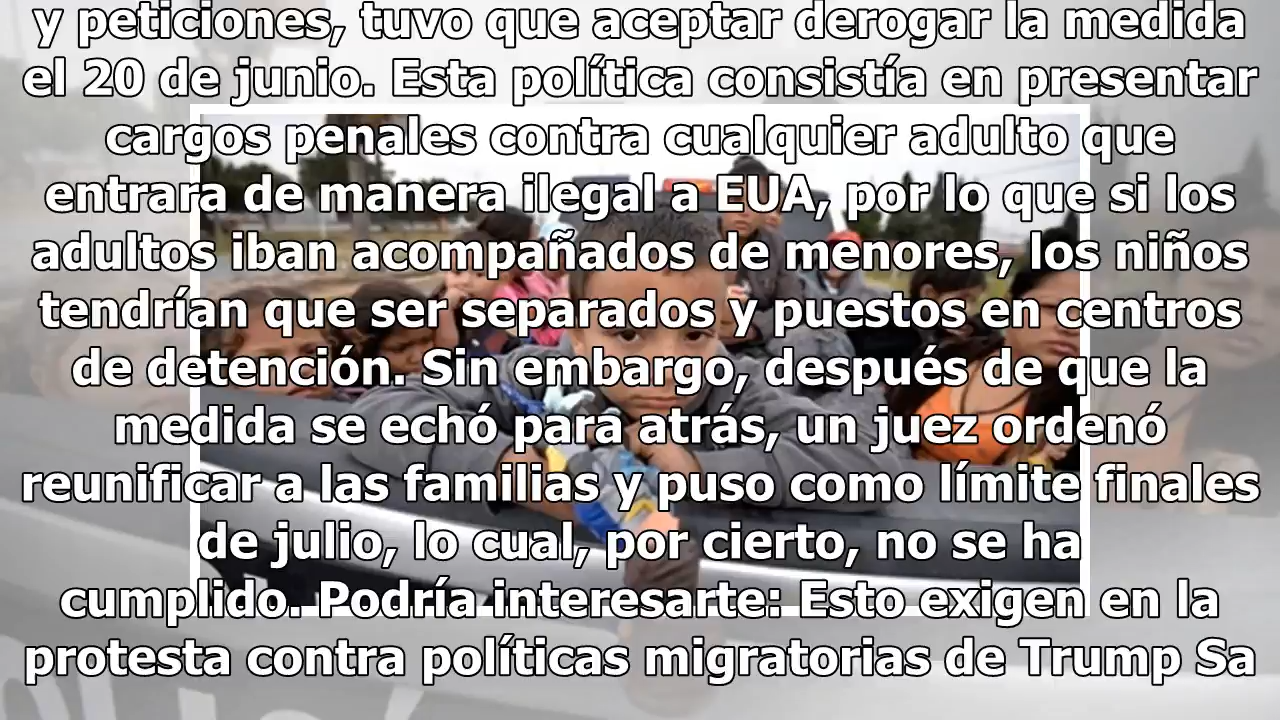 y peticiones, tuvo que aceptar derogar la medida
el 20 de junio. Esta política consistía en presentar
cargos penales contra cualquier adulto que
entrara de manera ilegal a EUA, por lo que si los
adultos iban acompañados de menores, los niños
tendrían que ser separados y puestos en centros
de detención. Sin embargo, después de que la
medida se echó para atrás, un juez ordenó
reunificar a las familias y puso como límite finales
de julio, lo cual, por cierto, no se ha
cumplido. Podría interesarte: Esto exigen en la
protesta contra políticas migratorias de Trump Sa